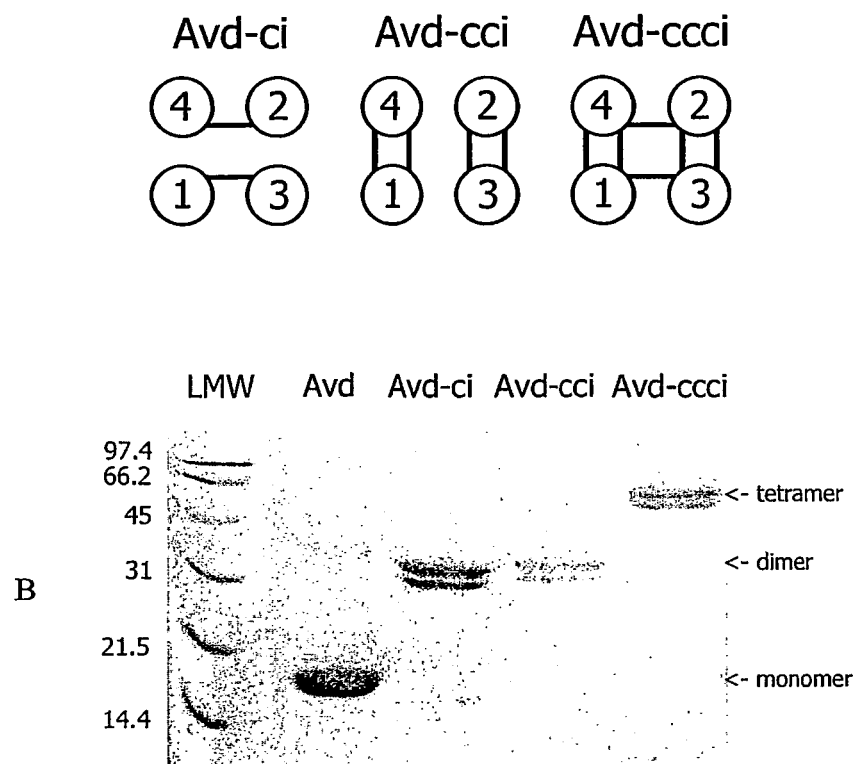 Avd-ci Avd-cci Avd-ccci
4 2 4 2 4 2
1 3 1 3 1 3
LMW Avd Avd-ci Avd-cci Avd-ccci
97.4
66.2
<- tetramer
45
<- dimer
31
B
21.5
<- monomer
14.4